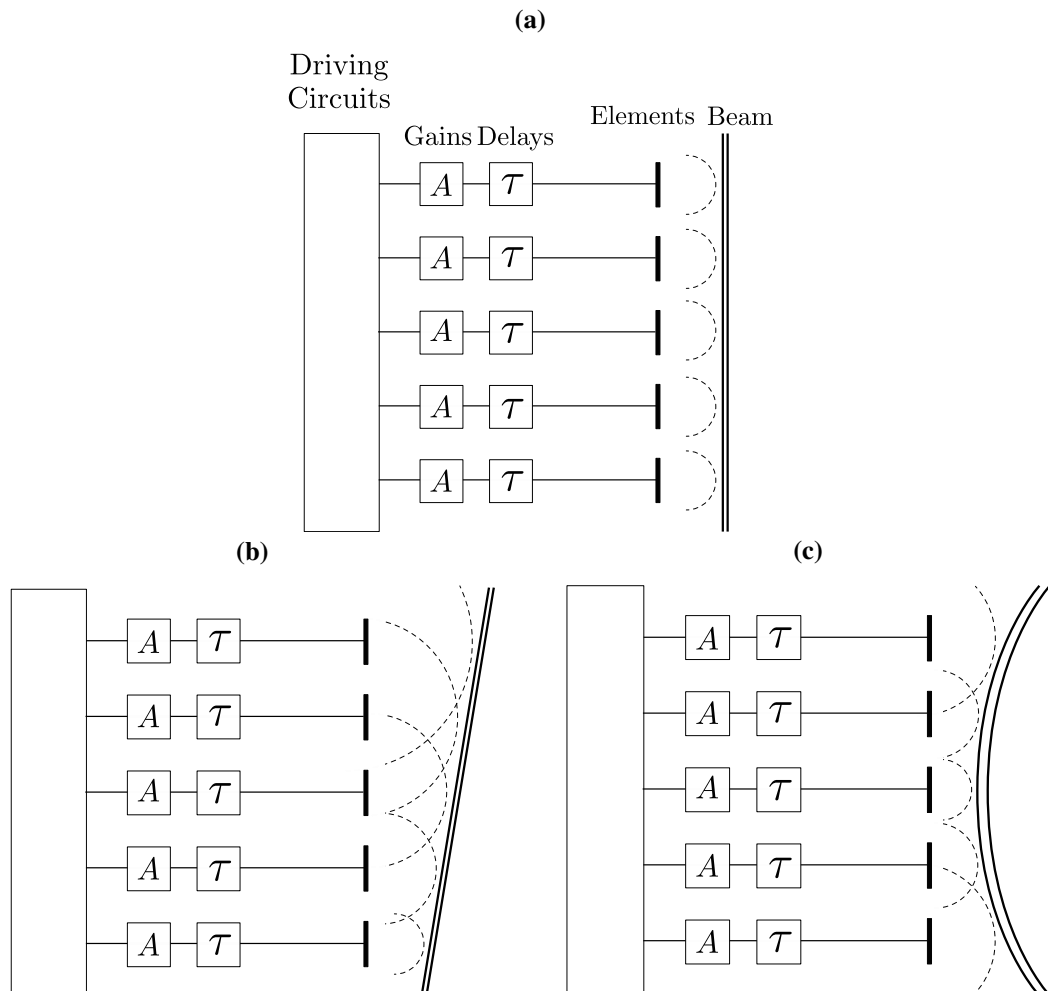 (a)
Driving
Circuits
Gains Delays
Elements Beam
A τ
A τ
A τ
A τ
A τ
(b)
A τ
A τ
A τ
A τ
A τ
(c)
A τ
A τ
A τ
A τ
A τ